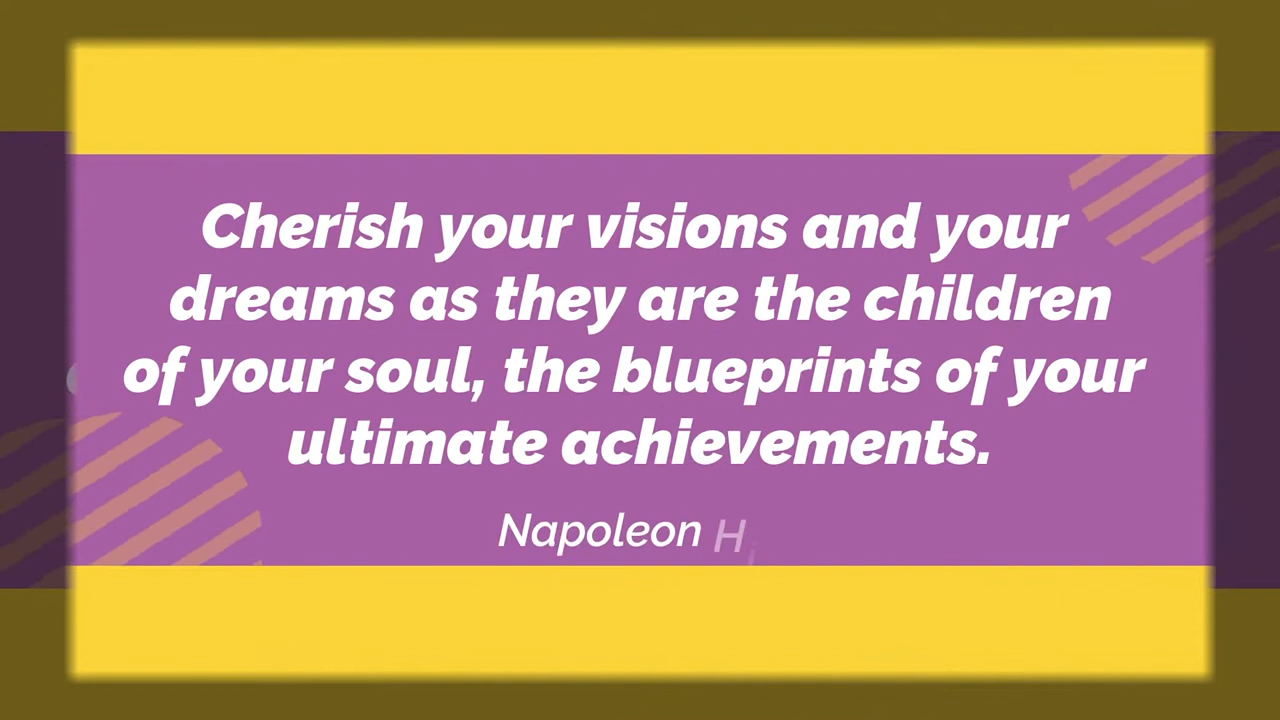 Cherish your visions and your
dreams as they are the children
of your soul, the blueprints of your
ultimate achievements.
Napoleon H